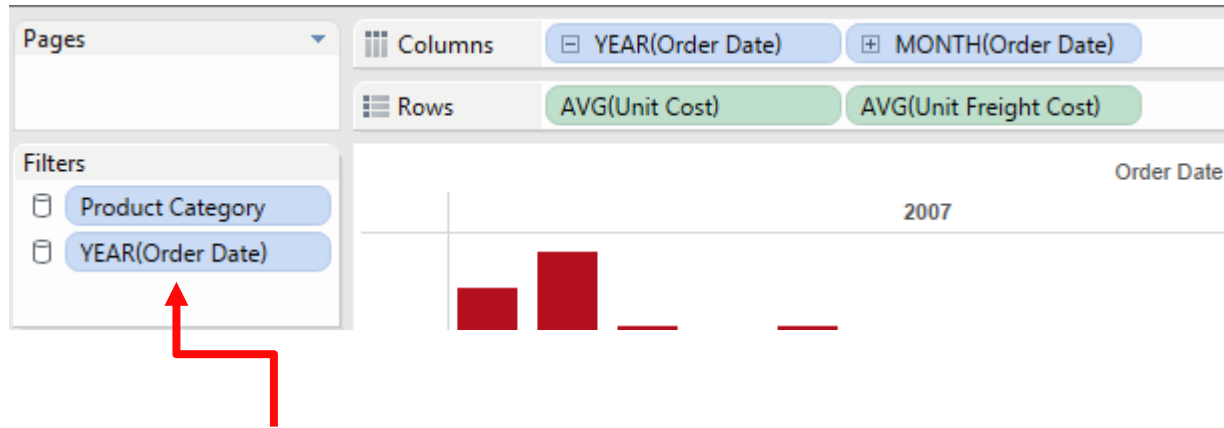 Pages
Columns YEAR(Order Date) MONTH(Order Date)
Rows AVG(Unit Cost) AVG(Unit Freight Cost)
Filters
Product Category
YEAR(Order Date)
Order Date
2007